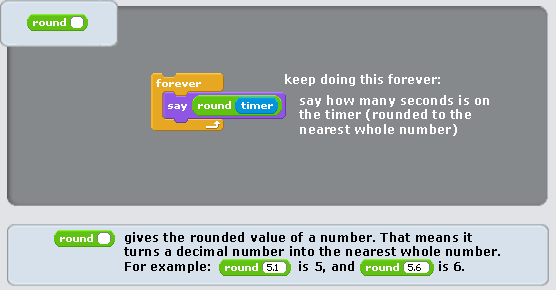 round
forever
say round timer
keep doing this forever:
say how many seconds is on
the timer (rounded to the
nearest whole number)
round gives the rounded value of a number. That means it
turns a decimal number into the nearest whole number.
For example: round 5.1 is 5, and round 5.6 is 6.